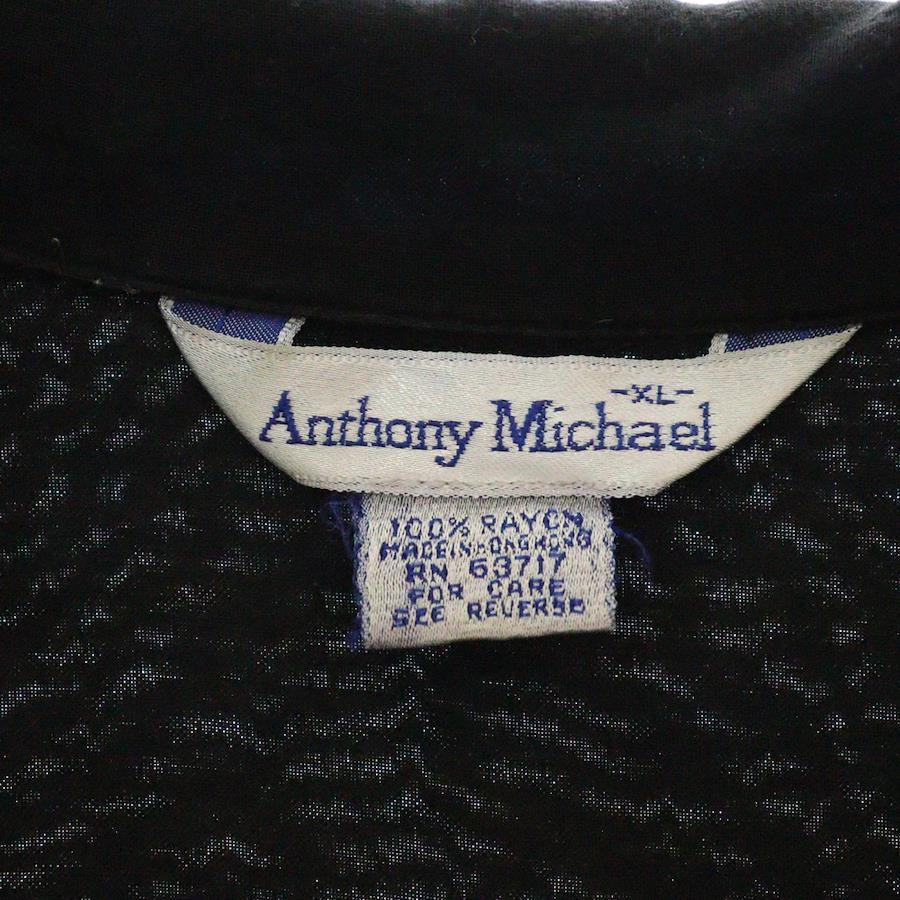 -XL-
Anthony Michael
100% RAYON
MADE IN HONG KONG
RN 63717
FOR CARE
SEE REVERSE